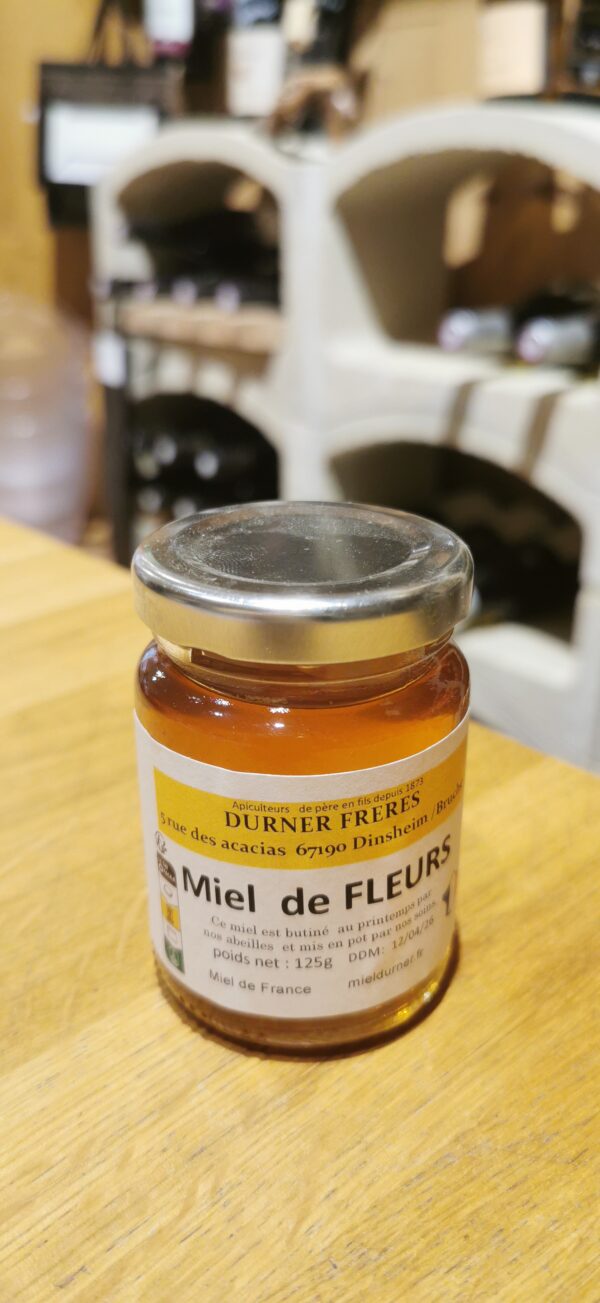 Apiculteurs de père en fils depuis 1873
DURNER FRERES
5 rue des acacias 67190 Dinsheim / Bruche
Miel de FLEURS
Ce miel est butiné au printemps par
nos abeilles et mis en pot par nos soins
poids net : 125g DDM: 12/04/26
Miel de France mieldurner.fr